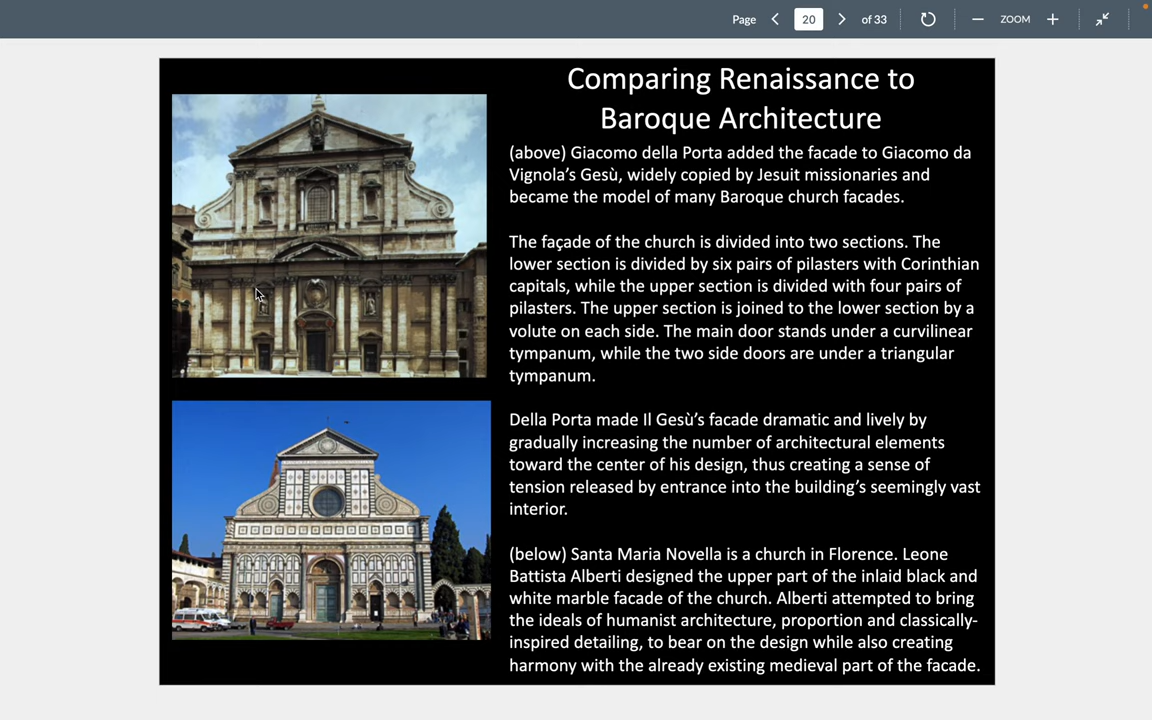 Page 20 of 33 ZOOM
Comparing Renaissance to
Baroque Architecture
(above) Giacomo della Porta added the facade to Giacomo da
Vignola’s Gesù, widely copied by Jesuit missionaries and
became the model of many Baroque church facades.
The façade of the church is divided into two sections. The
lower section is divided by six pairs of pilasters with Corinthian
capitals, while the upper section is divided with four pairs of
pilasters. The upper section is joined to the lower section by a
volute on each side. The main door stands under a curvilinear
tympanum, while the two side doors are under a triangular
tympanum.
Della Porta made Il Gesù’s facade dramatic and lively by
gradually increasing the number of architectural elements
toward the center of his design, thus creating a sense of
tension released by entrance into the building’s seemingly vast
interior.
(below) Santa Maria Novella is a church in Florence. Leone
Battista Alberti designed the upper part of the inlaid black and
white marble facade of the church. Alberti attempted to bring
the ideals of humanist architecture, proportion and classically-
inspired detailing, to bear on the design while also creating
harmony with the already existing medieval part of the facade.